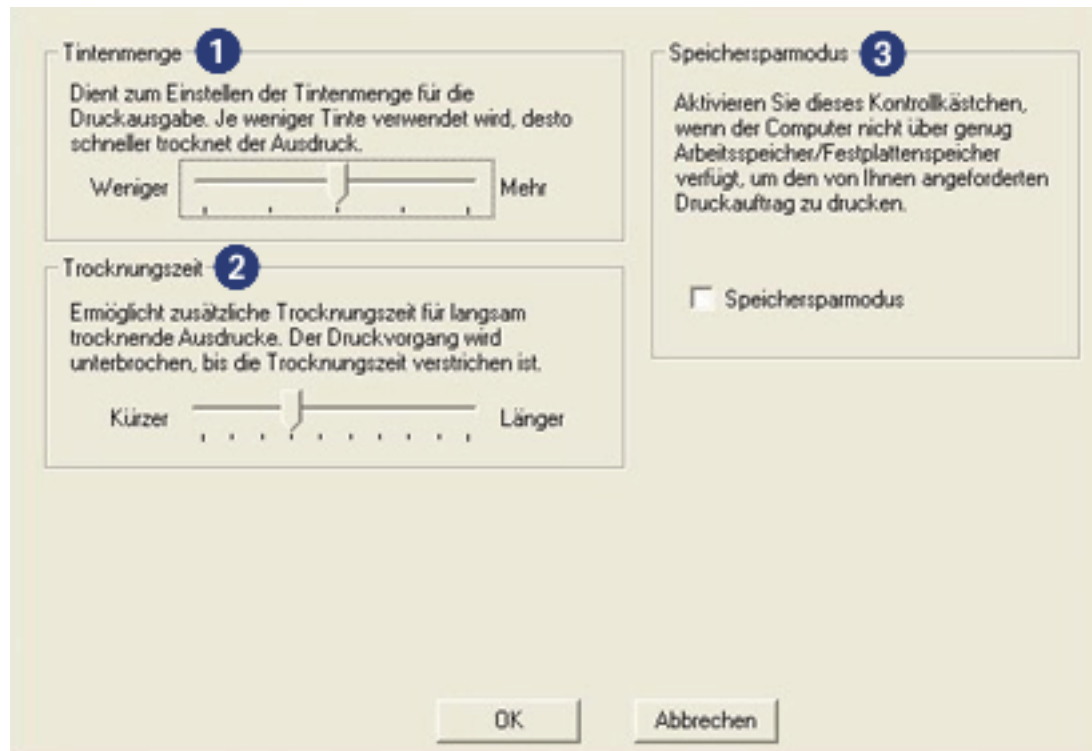 Tintenmenge 1
Dient zum Einstellen der Tintenmenge für die
Druckausgabe. Je weniger Tinte verwendet wird, desto
schneller trocknet der Ausdruck.
Weniger Mehr
Trocknungszeit 2
Ermöglicht zusätzliche Trocknungszeit für langsam
trocknende Ausdrucke. Der Druckvorgang wird
unterbrochen, bis die Trocknungszeit verstrichen ist.
Kürzer Länger
Speichersparmodus 3
Aktivieren Sie dieses Kontrollkästchen,
wenn der Computer nicht über genug
Arbeitsspeicher/Festplattenspeicher
verfügt, um den von Ihnen angeforderten
Druckauftrag zu drucken.
Speichersparmodus
OK Abbrechen